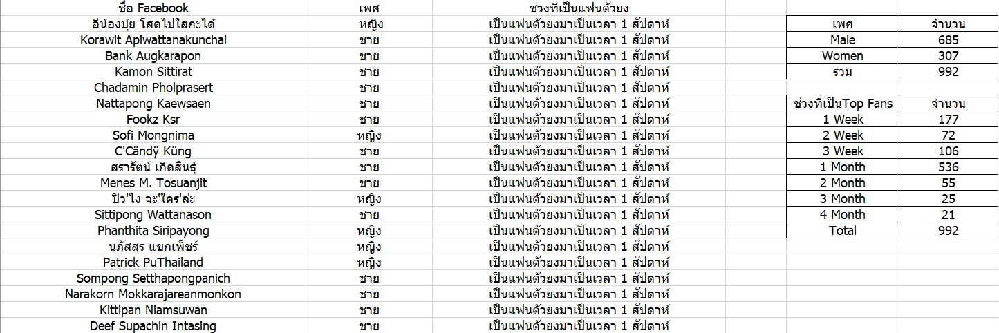 ชื่อ Facebook เพศ ช่วงที่เป็นแฟนตัวยง
อีน้องบุ้ย โสดไปใสกะได้ หญิง เป็นแฟนตัวยงมาเป็นเวลา 1 สัปดาห์ เพศ จำนวน
Korawit Apiwattanakunchai ชาย เป็นแฟนตัวยงมาเป็นเวลา 1 สัปดาห์ Male 685
Bank Augkarapon ชาย เป็นแฟนตัวยงมาเป็นเวลา 1 สัปดาห์ Women 307
Kamon Sittirat ชาย เป็นแฟนตัวยงมาเป็นเวลา 1 สัปดาห์ รวม 992
Chadamin Pholprasert ชาย เป็นแฟนตัวยงมาเป็นเวลา 1 สัปดาห์
Nattapong Kaewsaen ชาย เป็นแฟนตัวยงมาเป็นเวลา 1 สัปดาห์ ช่วงที่เป็นTop Fans จำนวน
Fookz Ksr ชาย เป็นแฟนตัวยงมาเป็นเวลา 1 สัปดาห์ 1 Week 177
Sofi Mongnima หญิง เป็นแฟนตัวยงมาเป็นเวลา 1 สัปดาห์ 2 Week 72
C'Cändÿ Küng ชาย เป็นแฟนตัวยงมาเป็นเวลา 1 สัปดาห์ 3 Week 106
สรารัตน์ เกิดสินธุ์ ชาย เป็นแฟนตัวยงมาเป็นเวลา 1 สัปดาห์ 1 Month 536
Menes M. Tosuanjit ชาย เป็นแฟนตัวยงมาเป็นเวลา 1 สัปดาห์ 2 Month 55
ปิว'ไง จะ'ใคร'ล่ะ หญิง เป็นแฟนตัวยงมาเป็นเวลา 1 สัปดาห์ 3 Month 25
Sittipong Wattanason ชาย เป็นแฟนตัวยงมาเป็นเวลา 1 สัปดาห์ 4 Month 21
Phanthita Siripayong หญิง เป็นแฟนตัวยงมาเป็นเวลา 1 สัปดาห์ Total 992
นภัสสร แขกเพ็ชร์ หญิง เป็นแฟนตัวยงมาเป็นเวลา 1 สัปดาห์
Patrick PuThailand หญิง เป็นแฟนตัวยงมาเป็นเวลา 1 สัปดาห์
Sompong Setthapongpanich ชาย เป็นแฟนตัวยงมาเป็นเวลา 1 สัปดาห์
Narakorn Mokkarajareanmonkon ชาย เป็นแฟนตัวยงมาเป็นเวลา 1 สัปดาห์
Kittipan Niamsuwan ชาย เป็นแฟนตัวยงมาเป็นเวลา 1 สัปดาห์
Deef Supachin Intasing ชาย เป็นแฟนตัวยงมาเป็นเวลา 1 สัปดาห์